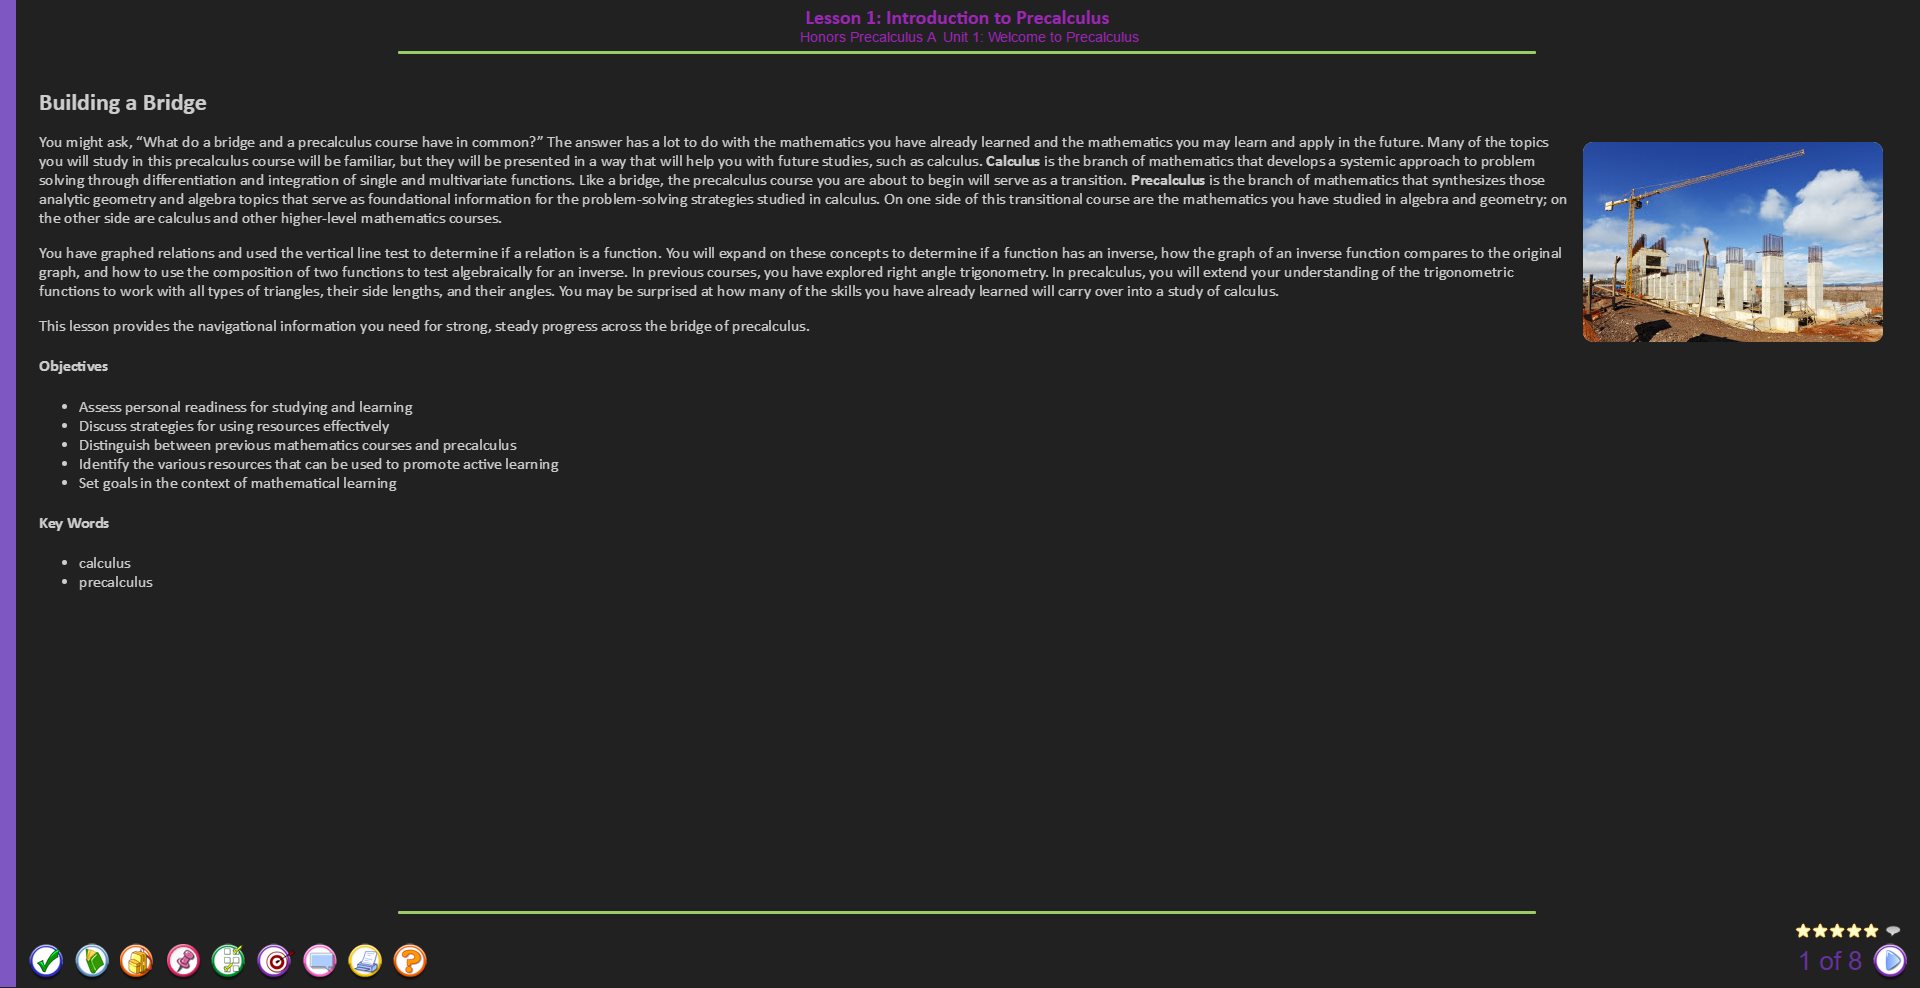 Lesson 1: Introduction to Precalculus
Honors Precalculus A  Unit 1: Welcome to Precalculus
Building a Bridge
You might ask, “What do a bridge and a precalculus course have in common?” The answer has a lot to do with the mathematics you have already learned and the mathematics you may learn and apply in the future. Many of the topics
you will study in this precalculus course will be familiar, but they will be presented in a way that will help you with future studies, such as calculus. Calculus is the branch of mathematics that develops a systemic approach to problem
solving through differentiation and integration of single and multivariate functions. Like a bridge, the precalculus course you are about to begin will serve as a transition. Precalculus is the branch of mathematics that synthesizes those
analytic geometry and algebra topics that serve as foundational information for the problem-solving strategies studied in calculus. On one side of this transitional course are the mathematics you have studied in algebra and geometry; on
the other side are calculus and other higher-level mathematics courses.
You have graphed relations and used the vertical line test to determine if a relation is a function. You will expand on these concepts to determine if a function has an inverse, how the graph of an inverse function compares to the original
graph, and how to use the composition of two functions to test algebraically for an inverse. In previous courses, you have explored right angle trigonometry. In precalculus, you will extend your understanding of the trigonometric
functions to work with all types of triangles, their side lengths, and their angles. You may be surprised at how many of the skills you have already learned will carry over into a study of calculus.
This lesson provides the navigational information you need for strong, steady progress across the bridge of precalculus.
Objectives
• Assess personal readiness for studying and learning
• Discuss strategies for using resources effectively
• Distinguish between previous mathematics courses and precalculus
• Identify the various resources that can be used to promote active learning
• Set goals in the context of mathematical learning
Key Words
• calculus
• precalculus
1 of 8